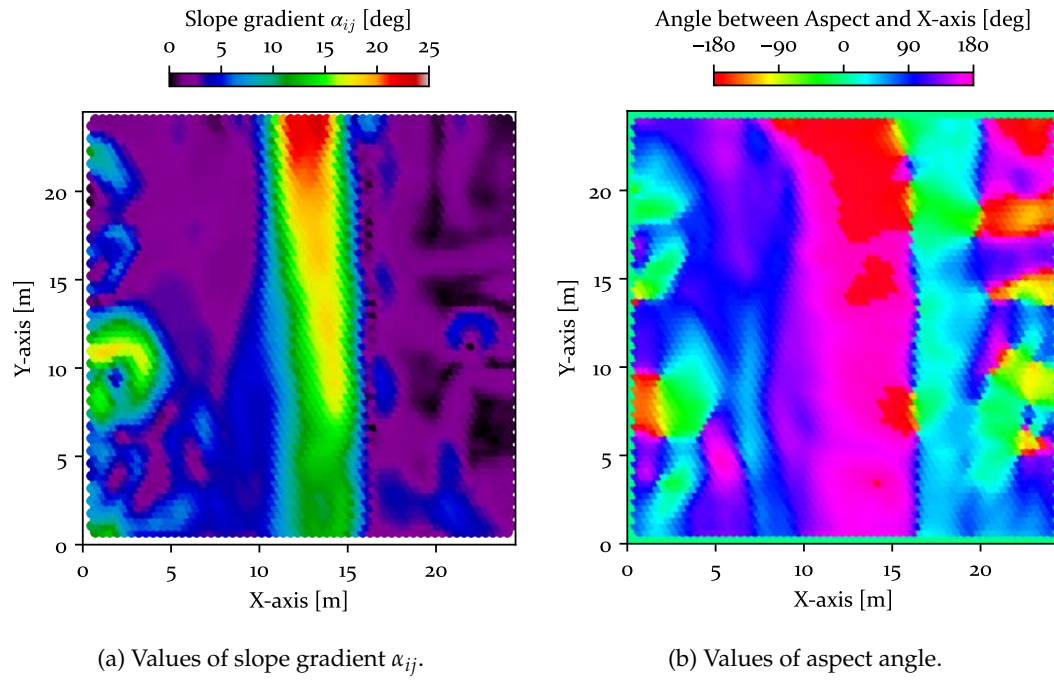 Slope gradient αᵢⱼ [deg]
0 5 10 15 20 25
Y-axis [m]
20
15
10
5
0
0 5 10 15 20
X-axis [m]
(a) Values of slope gradient αᵢⱼ.
Angle between Aspect and X-axis [deg]
−180 −90 0 90 180
Y-axis [m]
20
15
10
5
0
0 5 10 15 20
X-axis [m]
(b) Values of aspect angle.